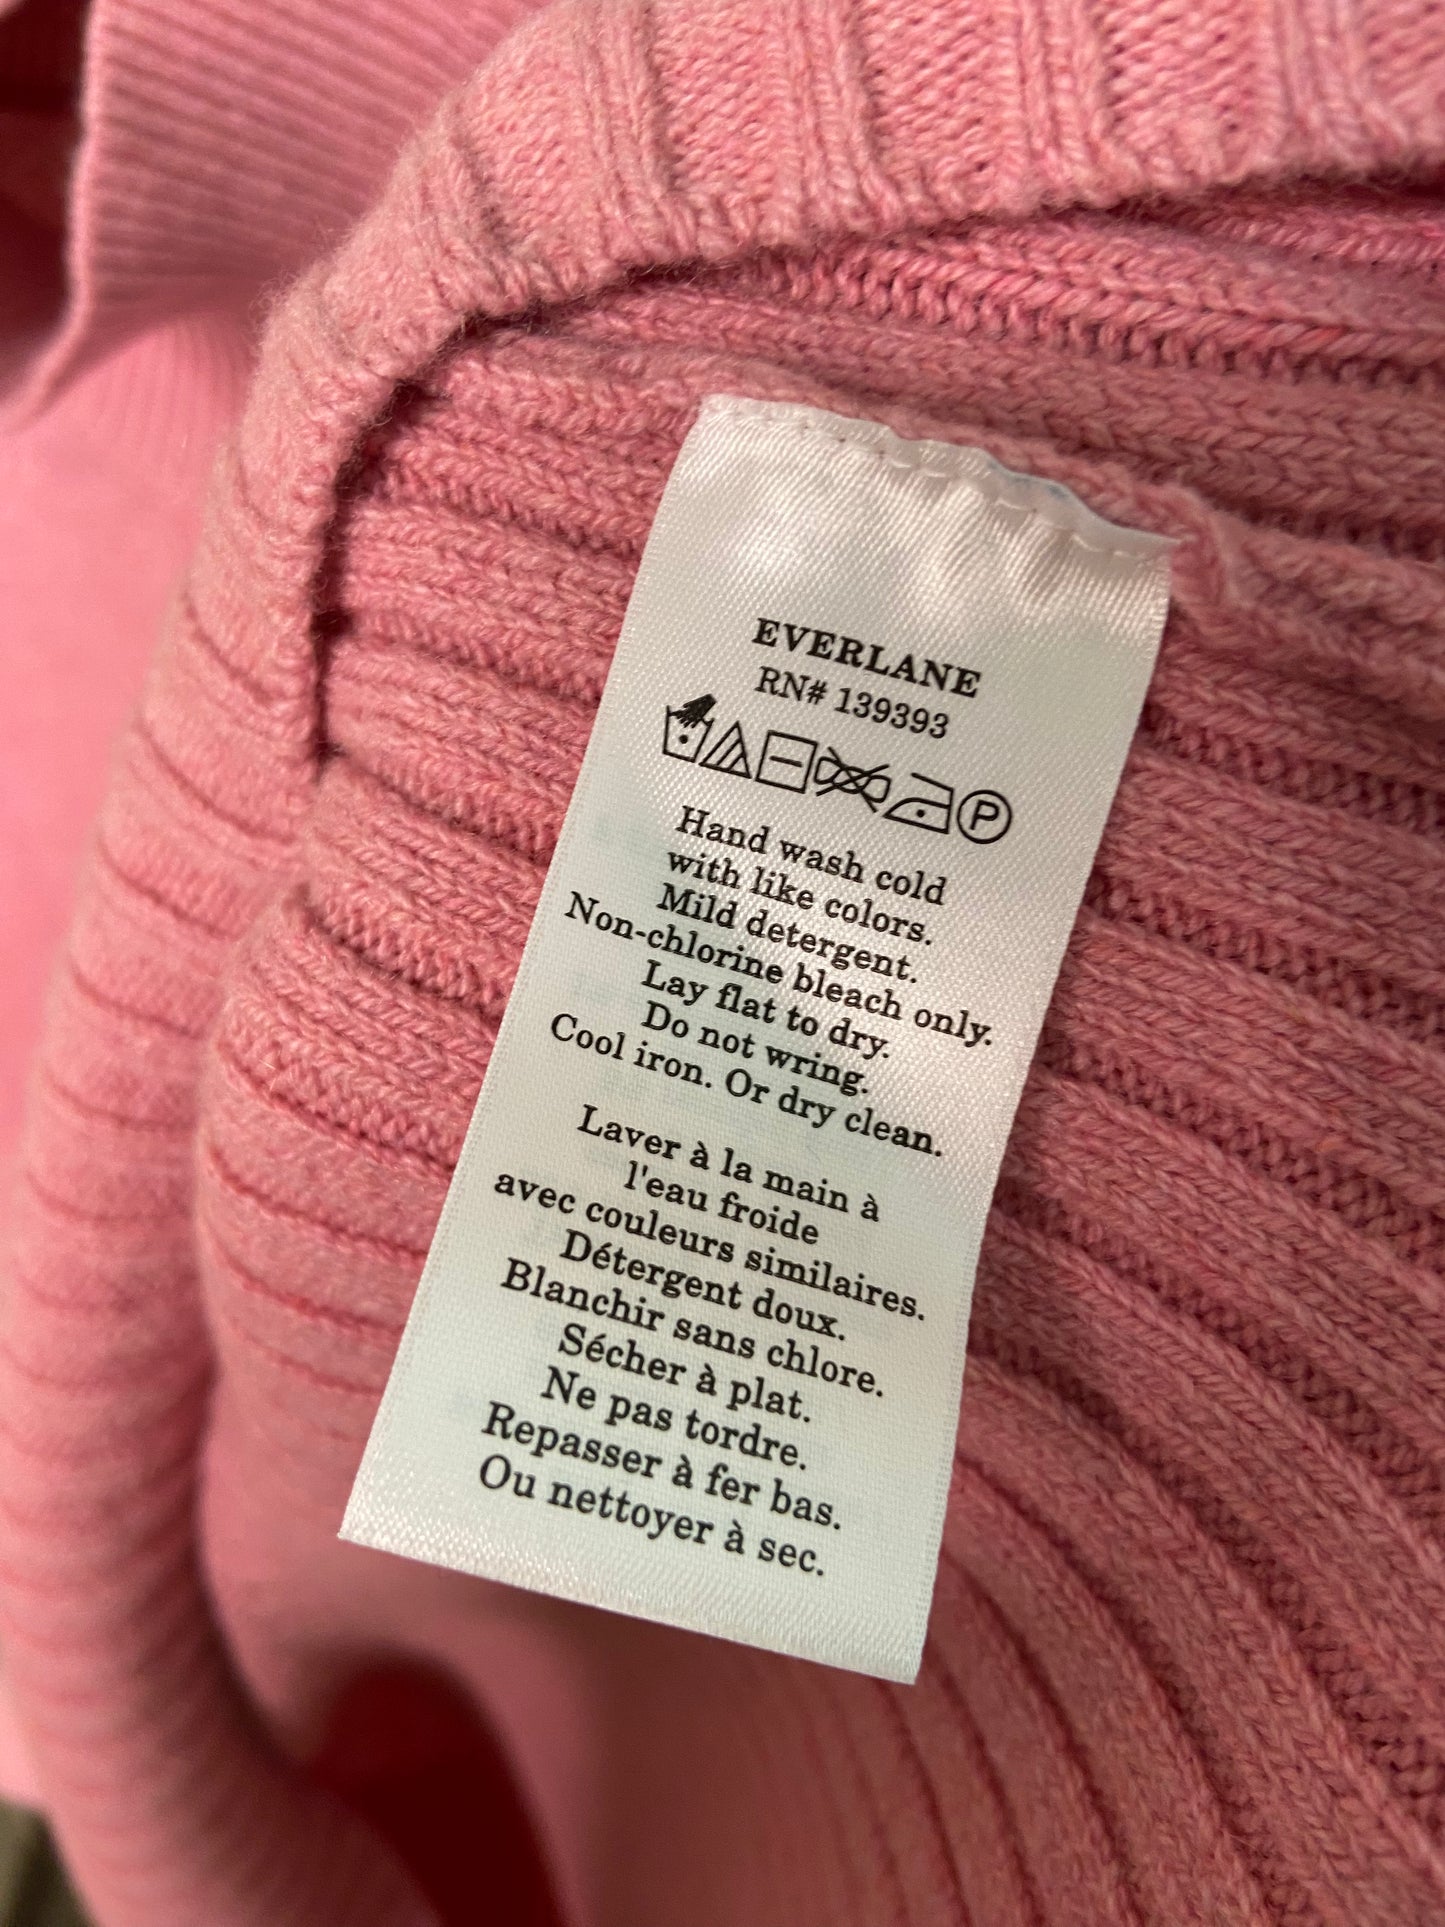 EVERLANE
RN# 139393
P
Hand wash cold
with like colors.
Mild detergent.
Non-chlorine bleach only.
Lay flat to dry.
Do not wring.
Cool iron. Or dry clean.
Laver à la main à
l'eau froide
avec couleurs similaires.
Détergent doux.
Blanchir sans chlore.
Sécher à plat.
Ne pas tordre.
Repasser à fer bas.
Ou nettoyer à sec.